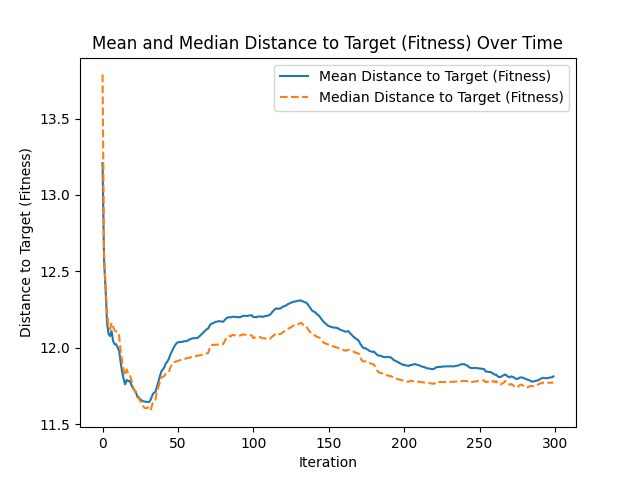 Mean and Median Distance to Target (Fitness) Over Time
Mean Distance to Target (Fitness)
Median Distance to Target (Fitness)
Distance to Target (Fitness)
13.5
13.0
12.5
12.0
11.5
0 50 100 150 200 250 300
Iteration